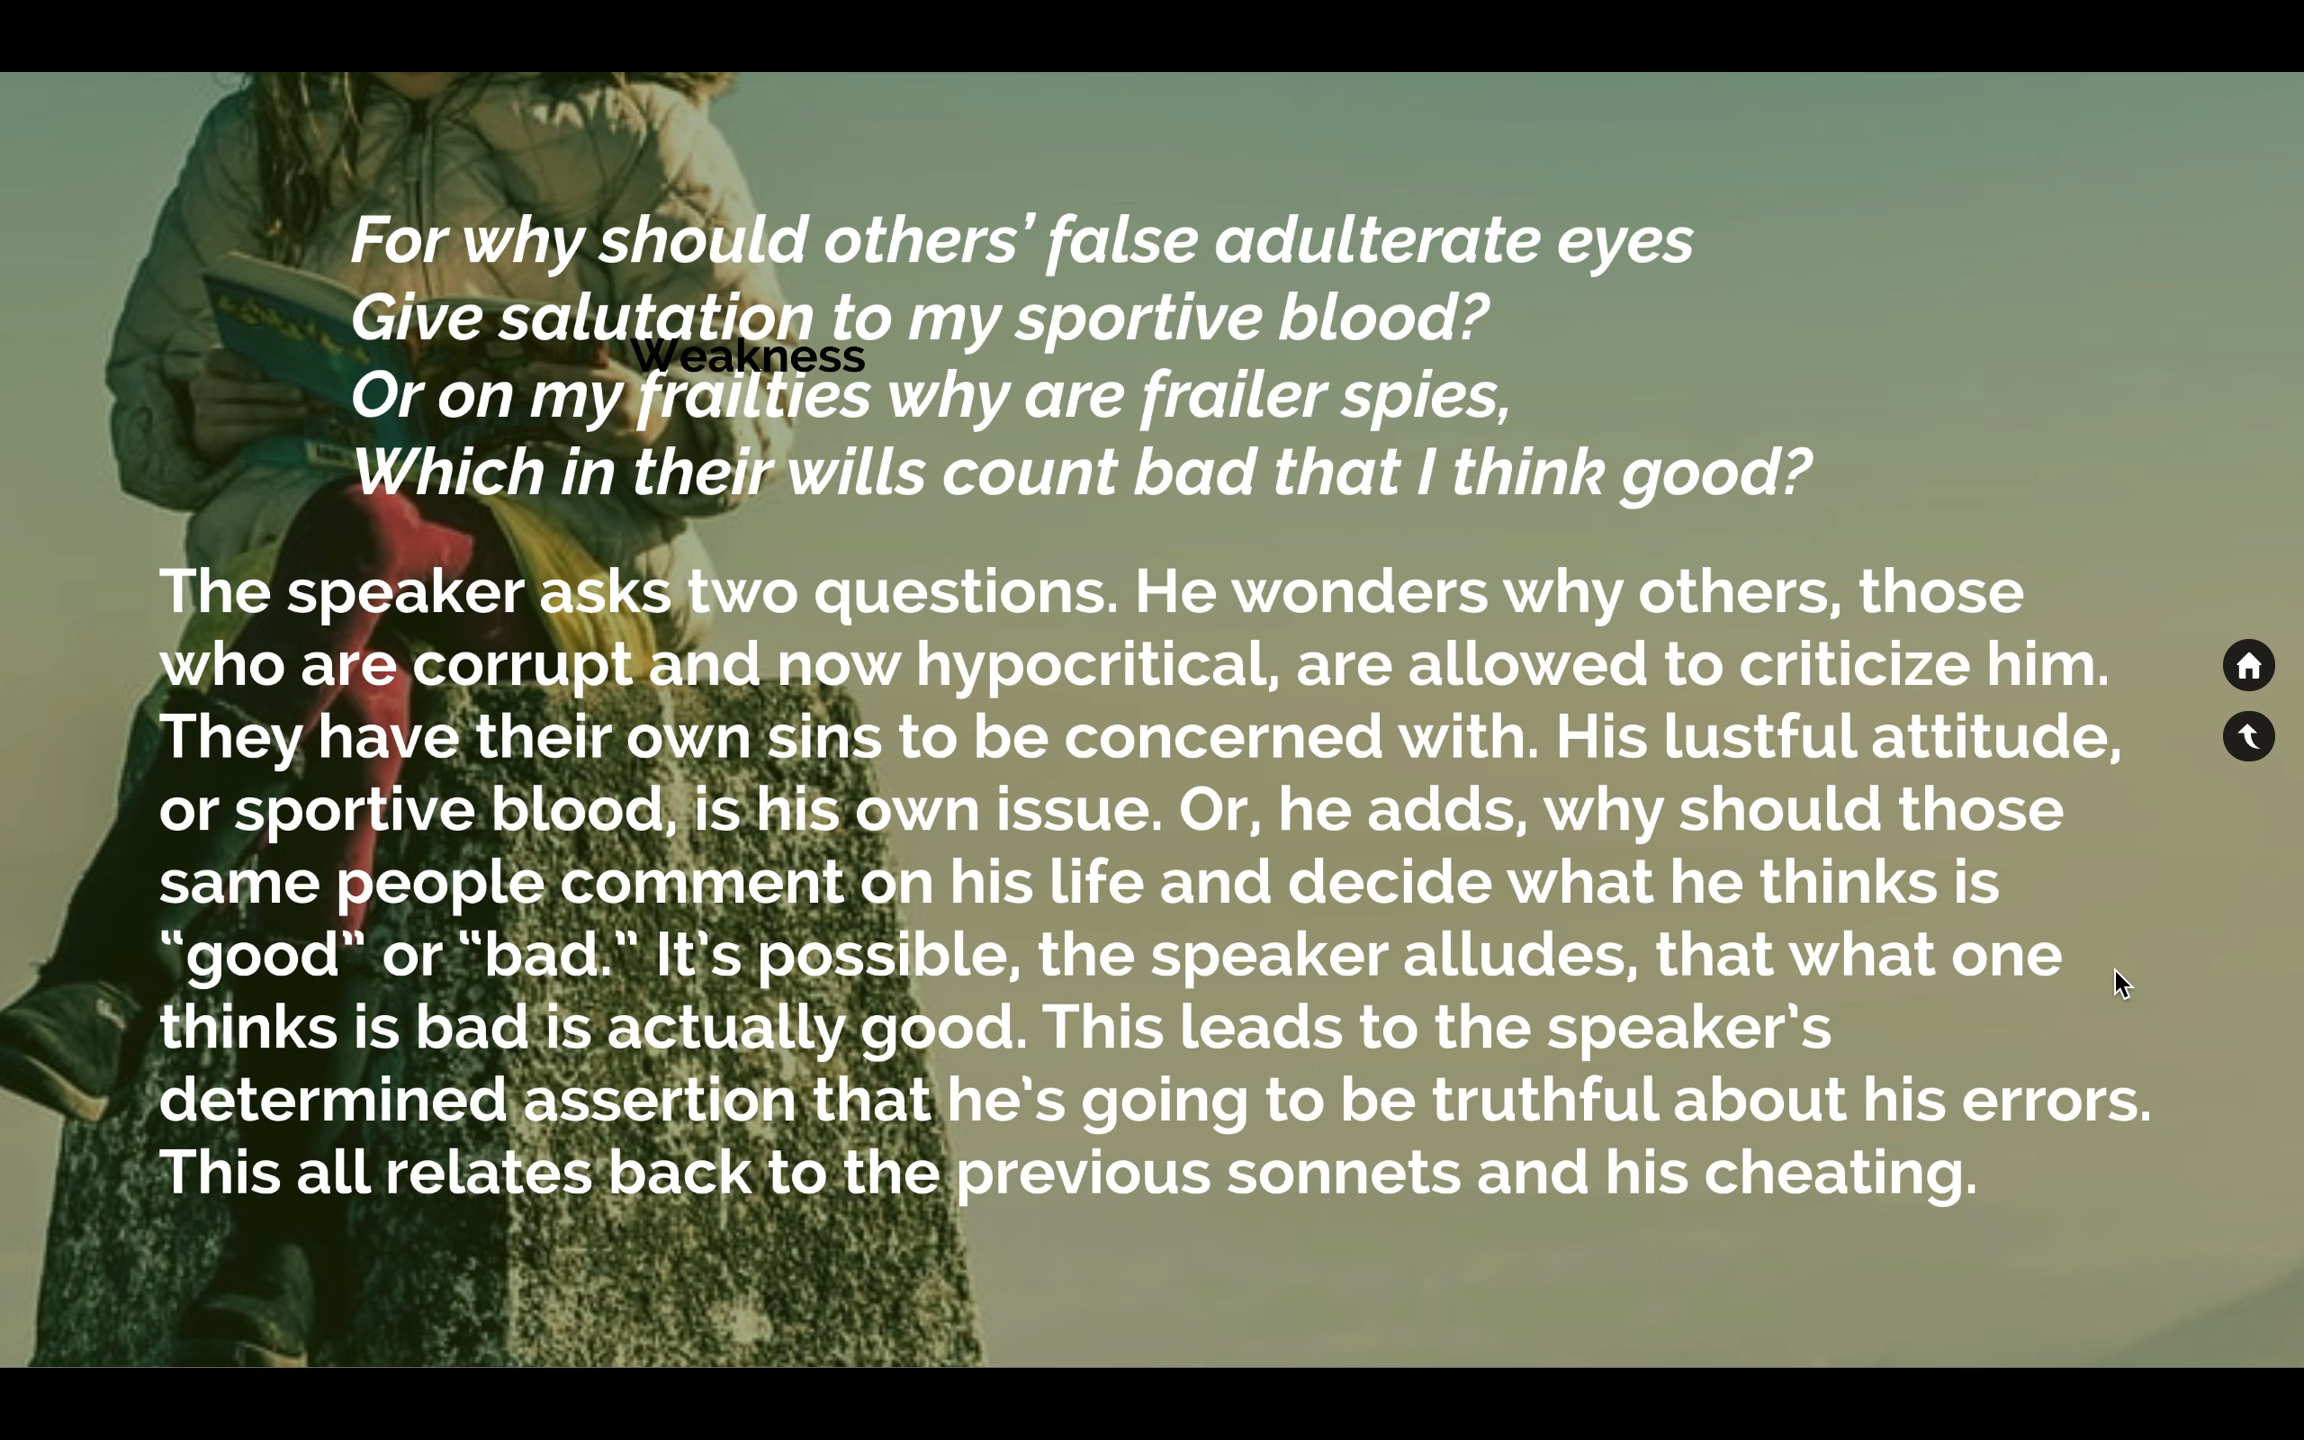 For why should others’ false adulterate eyes
Give salutation to my sportive blood?
Weakness
Or on my frailties why are frailer spies,
Which in their wills count bad that I think good?
The speaker asks two questions. He wonders why others, those
who are corrupt and now hypocritical, are allowed to criticize him.
They have their own sins to be concerned with. His lustful attitude,
or sportive blood, is his own issue. Or, he adds, why should those
same people comment on his life and decide what he thinks is
“good” or “bad.” It’s possible, the speaker alludes, that what one
thinks is bad is actually good. This leads to the speaker’s
determined assertion that he’s going to be truthful about his errors.
This all relates back to the previous sonnets and his cheating.